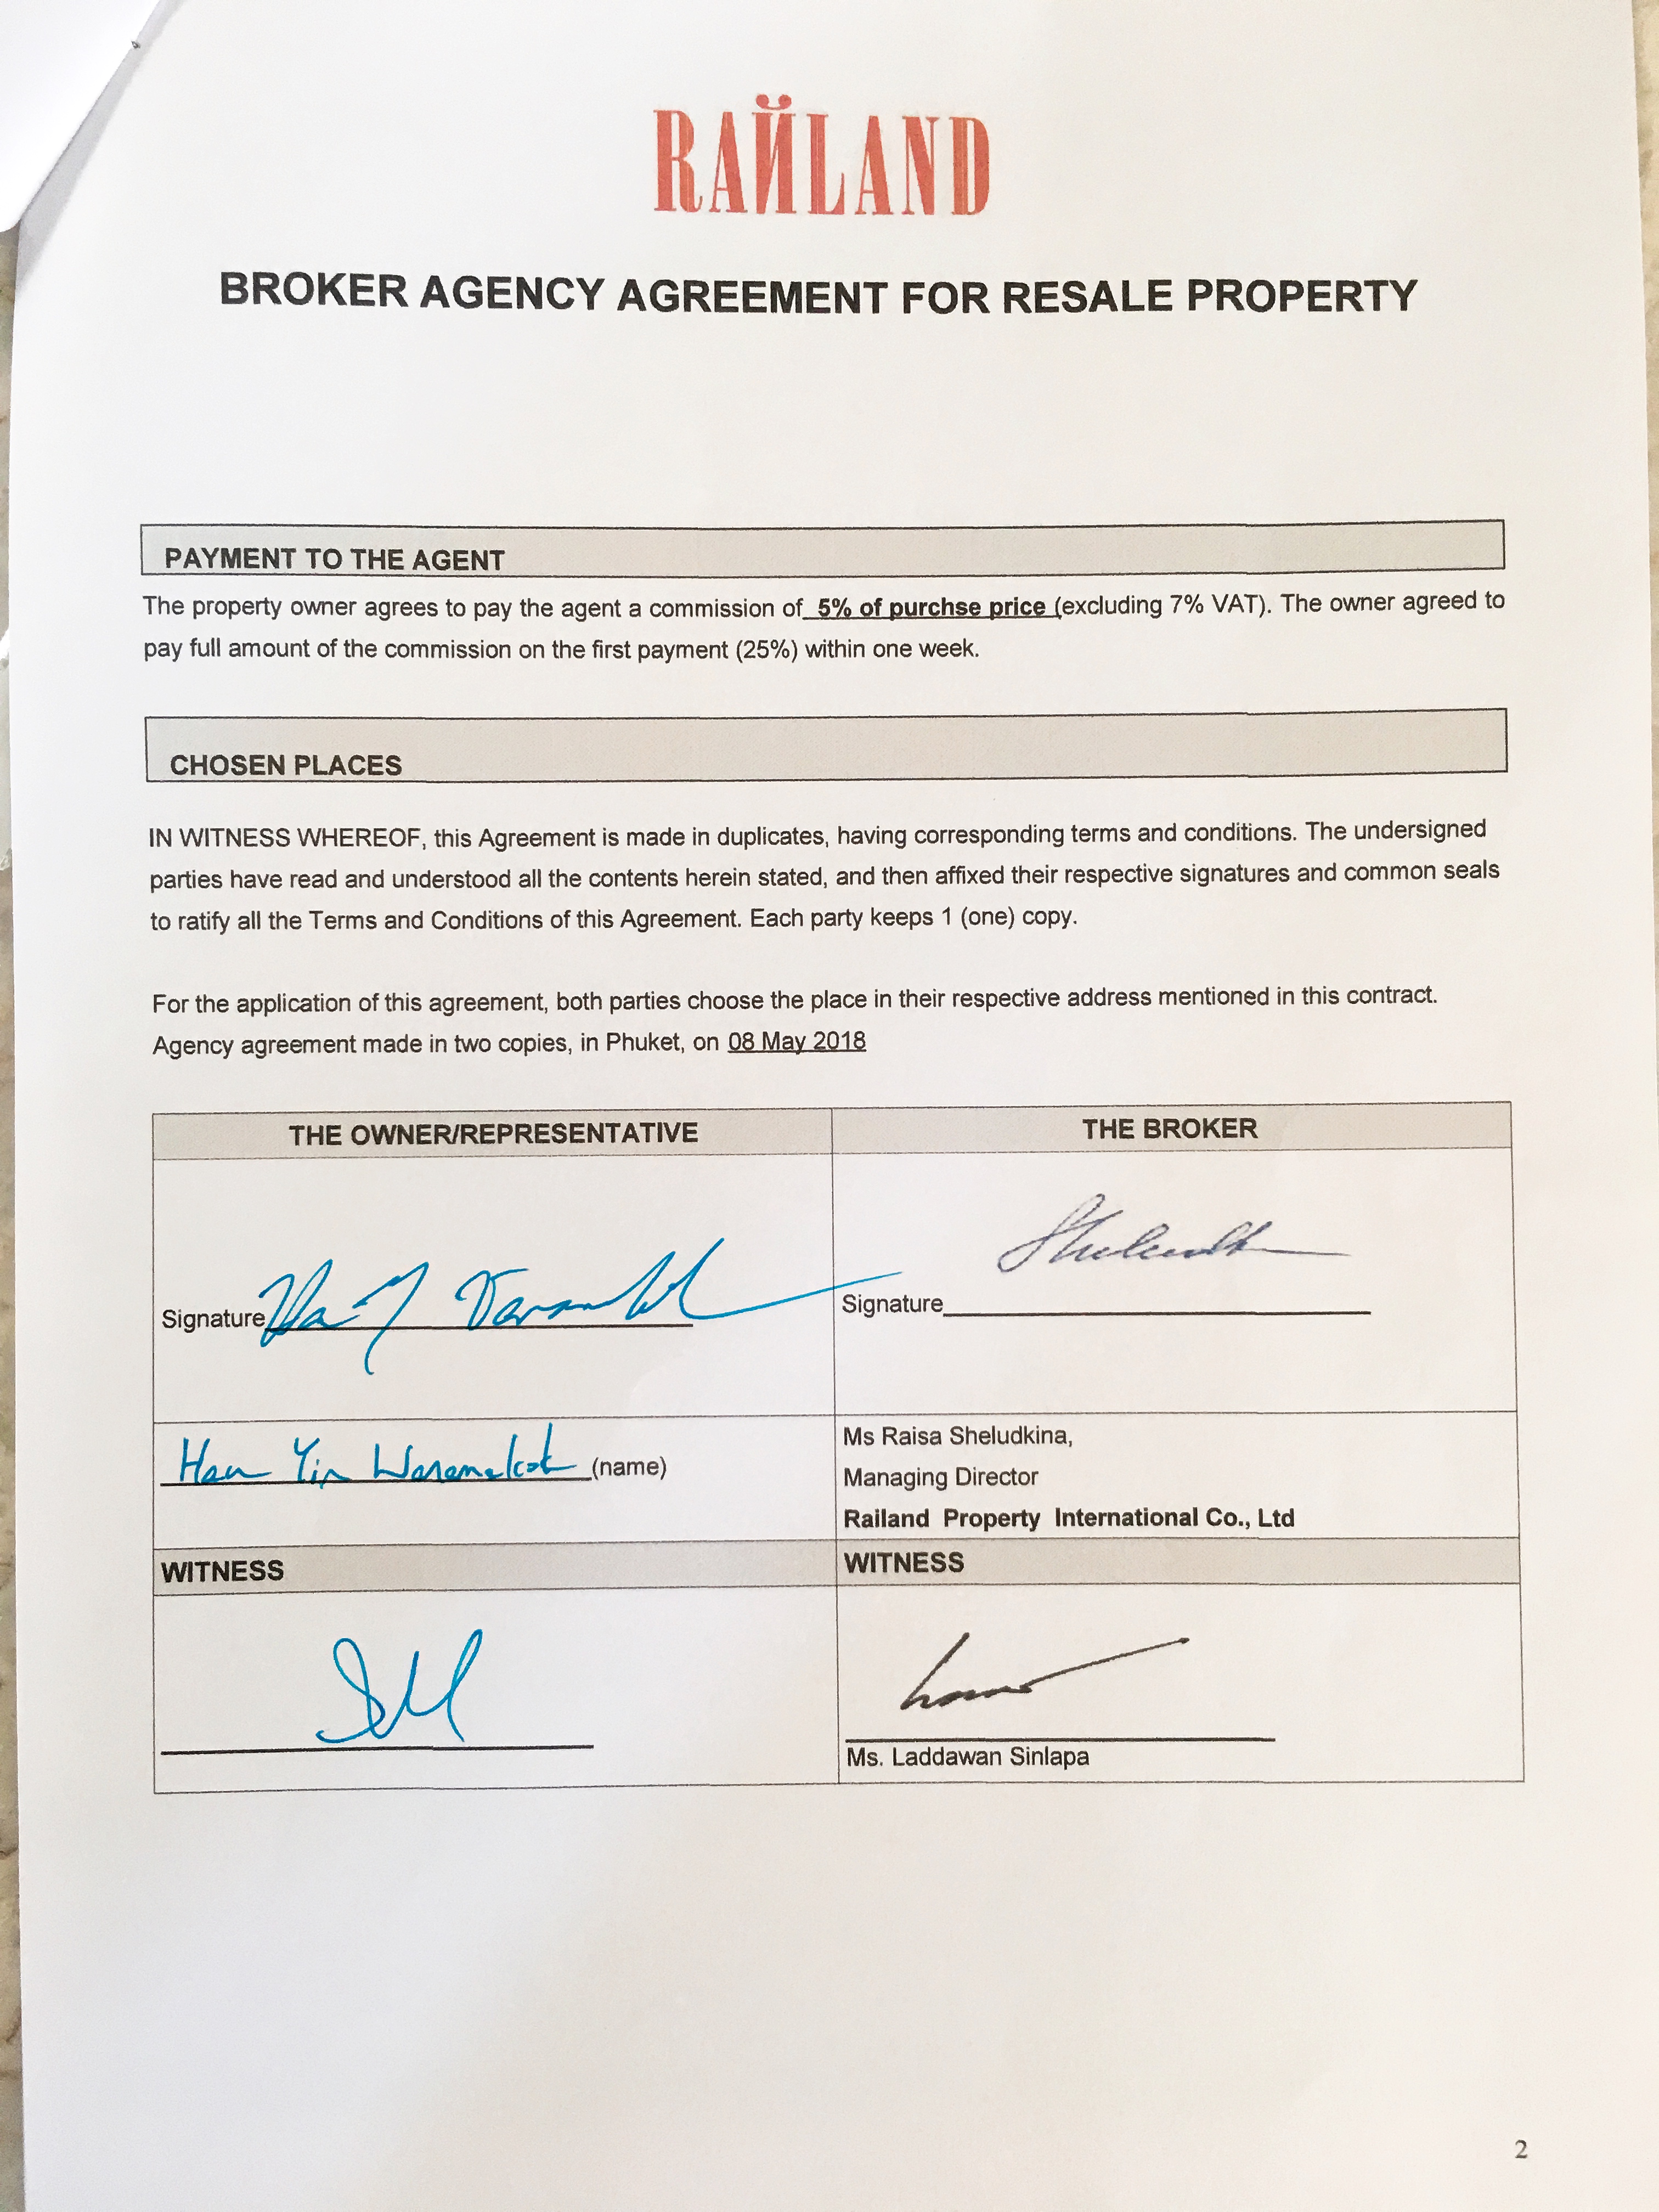 RAЙLAND
BROKER AGENCY AGREEMENT FOR RESALE PROPERTY
PAYMENT TO THE AGENT
The property owner agrees to pay the agent a commission of 5% of purchse price (excluding 7% VAT). The owner agreed to
pay full amount of the commission on the first payment (25%) within one week.
CHOSEN PLACES
IN WITNESS WHEREOF, this Agreement is made in duplicates, having corresponding terms and conditions. The undersigned
parties have read and understood all the contents herein stated, and then affixed their respective signatures and common seals
to ratify all the Terms and Conditions of this Agreement. Each party keeps 1 (one) copy.
For the application of this agreement, both parties choose the place in their respective address mentioned in this contract.
Agency agreement made in two copies, in Phuket, on 08 May 2018
THE OWNER/REPRESENTATIVE
THE BROKER
Signature
Signature
Yin (name)
Ms Raisa Sheludkina,
Managing Director
Railand Property International Co., Ltd
WITNESS
WITNESS
Ms. Laddawan Sinlapa
2